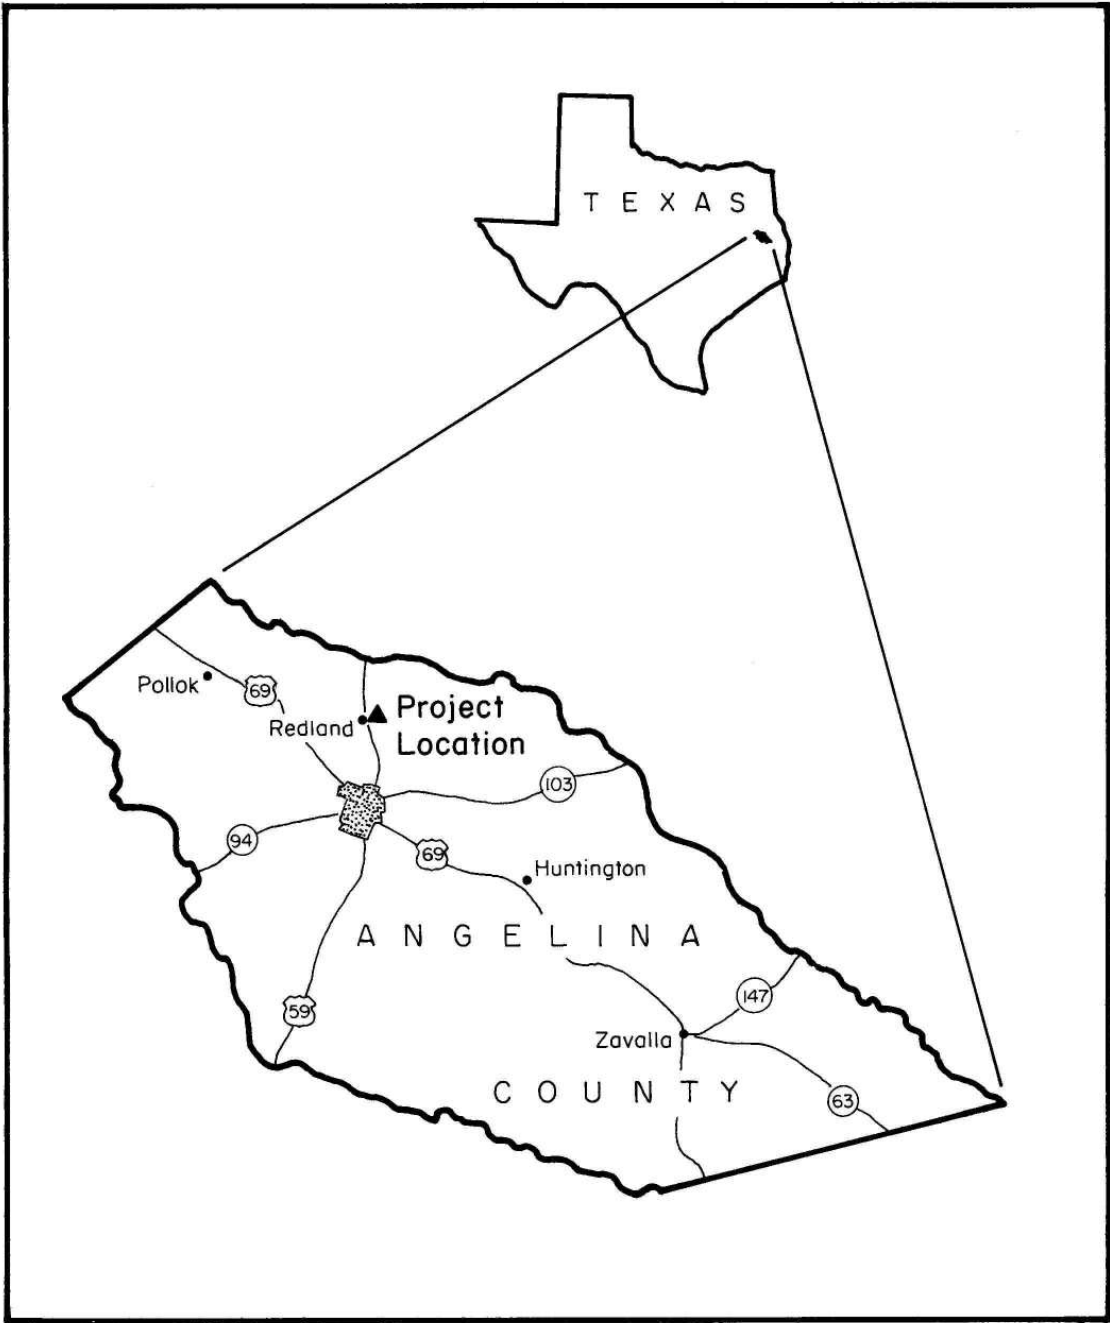 TEXAS
Pollok
69
Redland
Project
Location
103
94
69
Huntington
ANGELINA
147
59
Zavalla
COUNTY
63